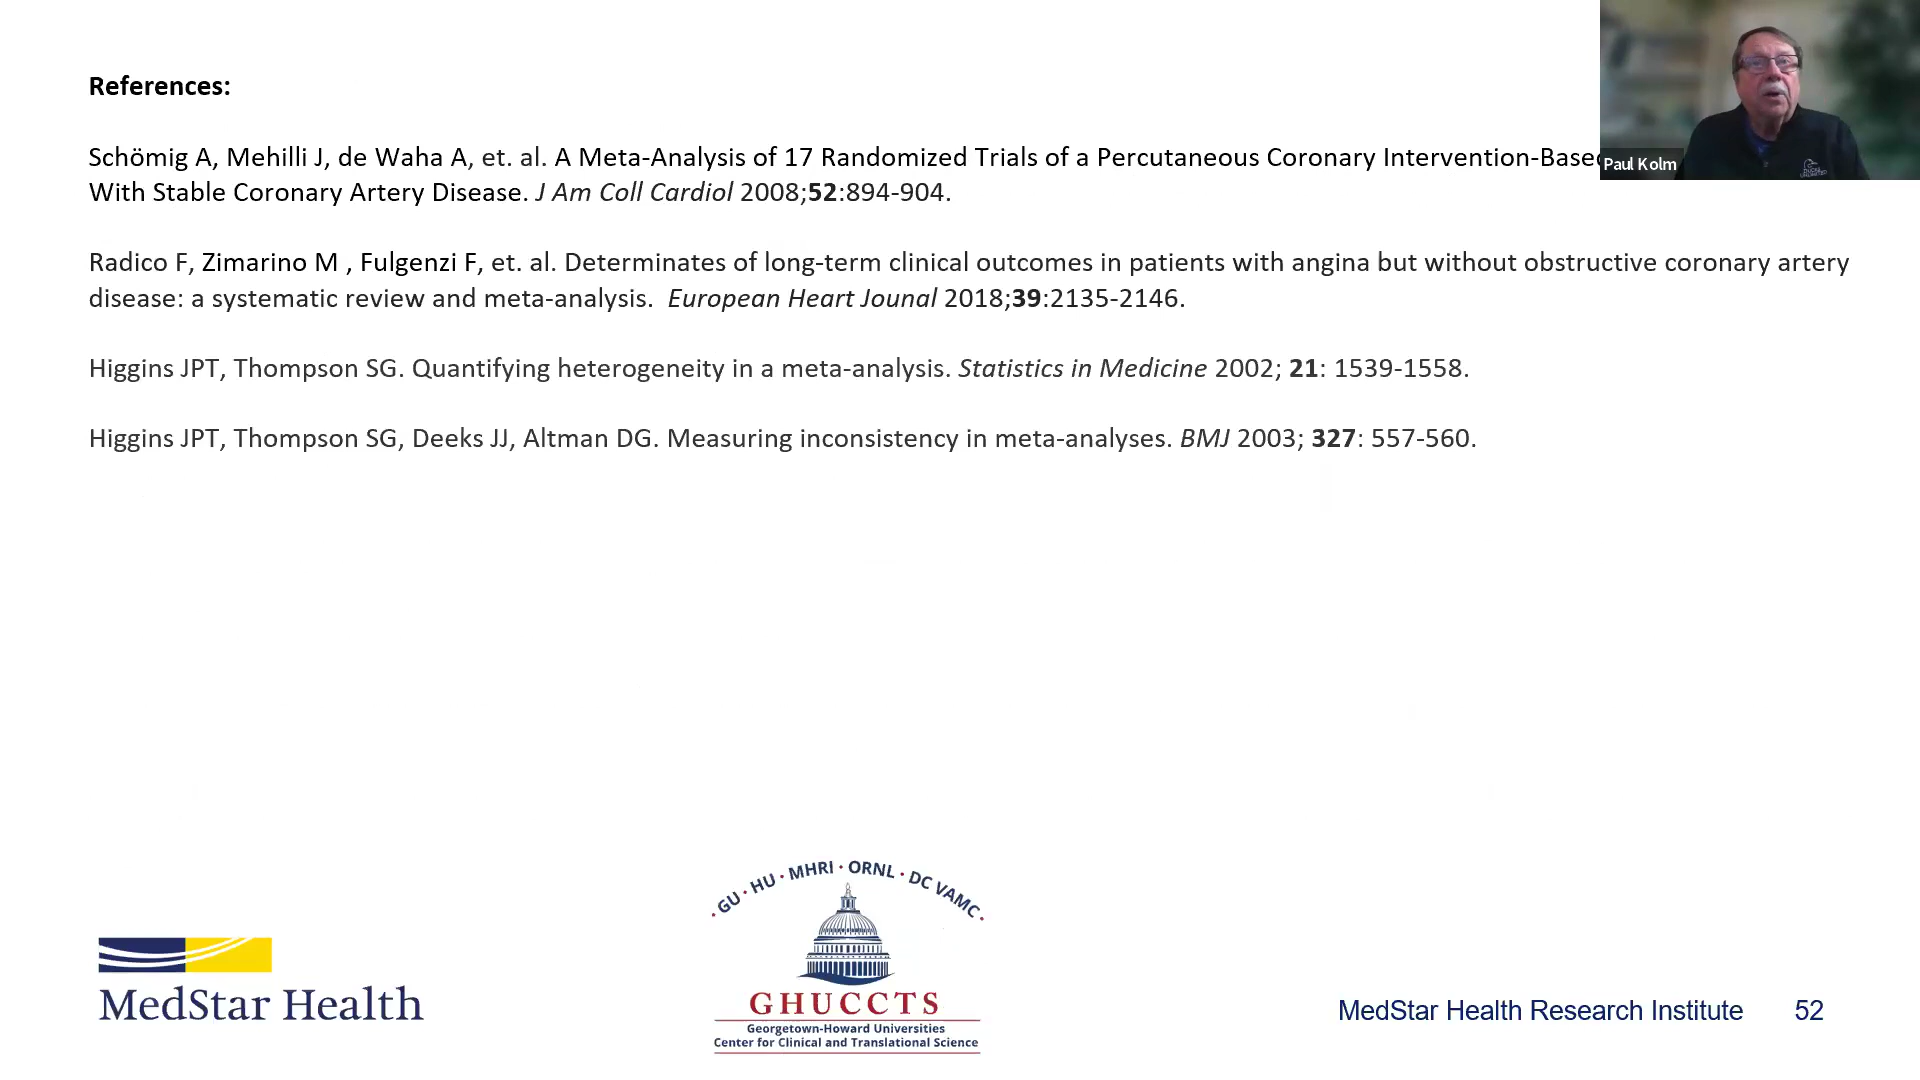 References:
Schömig A, Mehilli J, de Waha A, et. al. A Meta-Analysis of 17 Randomized Trials of a Percutaneous Coronary Intervention-Based
With Stable Coronary Artery Disease. J Am Coll Cardiol 2008;52:894-904.
Radico F, Zimarino M , Fulgenzi F, et. al. Determinates of long-term clinical outcomes in patients with angina but without obstructive coronary artery
disease: a systematic review and meta-analysis. European Heart Jounal 2018;39:2135-2146.
Higgins JPT, Thompson SG. Quantifying heterogeneity in a meta-analysis. Statistics in Medicine 2002; 21: 1539-1558.
Higgins JPT, Thompson SG, Deeks JJ, Altman DG. Measuring inconsistency in meta-analyses. BMJ 2003; 327: 557-560.
Paul Kolm
MedStar Health
· GU · HU · MHRI · ORNL · DC VAMC ·
GHUCCTS
Georgetown-Howard Universities
Center for Clinical and Translational Science
MedStar Health Research Institute 52